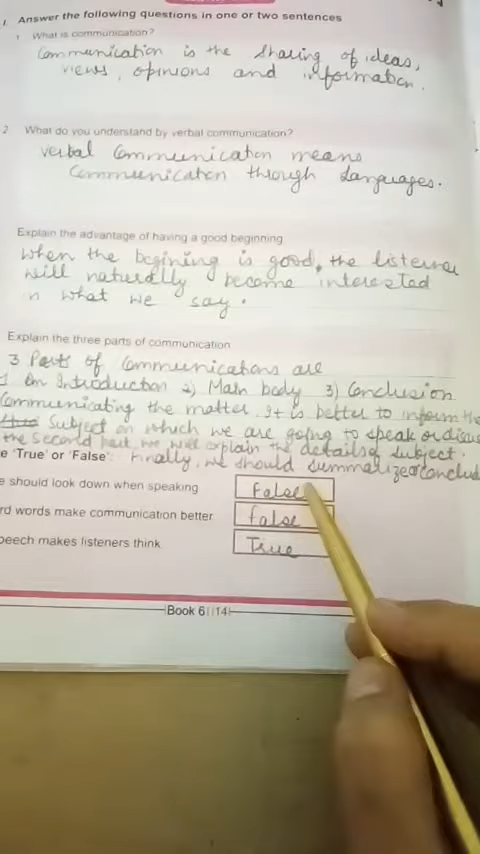 I. Answer the following questions in one or two sentences
1. What is communication?
Communication is the sharing of ideas,
views, opinions and information.
2. What do you understand by verbal communication?
verbal Communication means
Communication through Languages.
Explain the advantage of having a good beginning
When the begining is good, the listener
will naturally become interested
in what we say.
Explain the three parts of communication
3 Parts of Communications are
1 An Introduction 2) Main body 3) Conclusion
Communicating the matter. It is better to inform the
Subject on which we are going to speak or discus
the second part we will explain the details of subject.
e 'True' or 'False': Finally, we should summalize or conclud
e should look down when speaking False
rd words make communication better false
peech makes listeners think True
Book 6 14